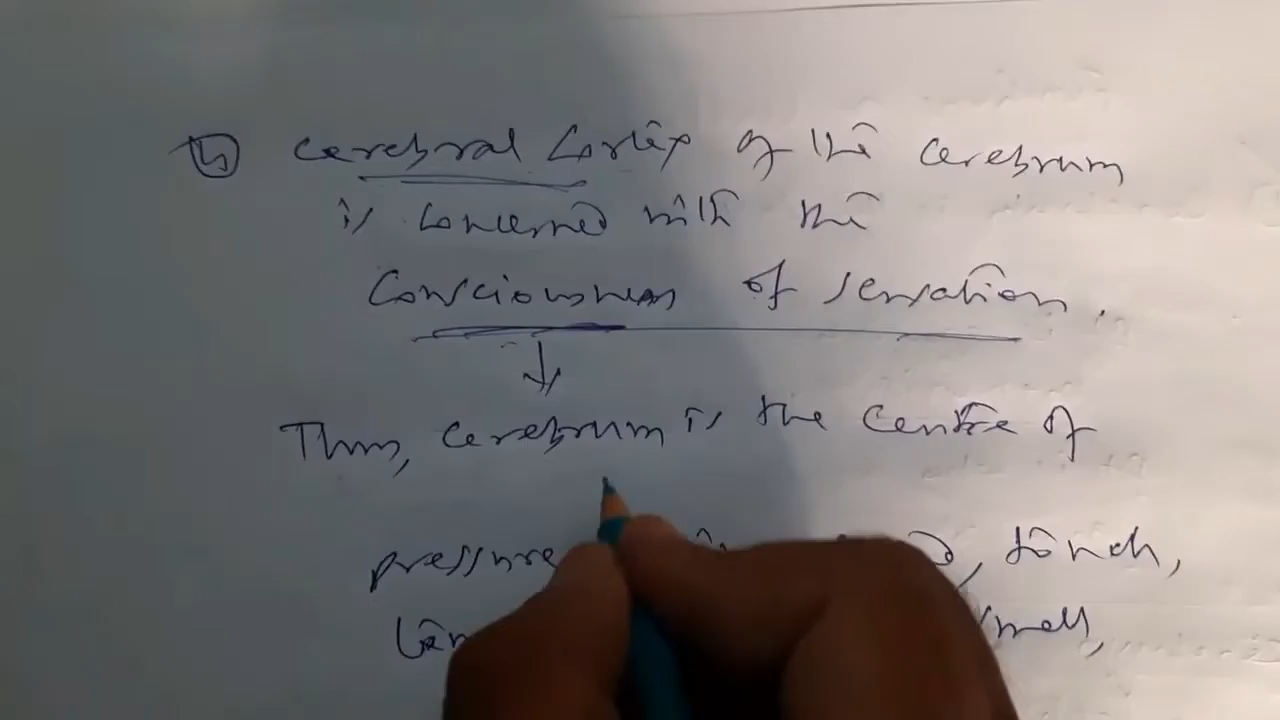 (5) cerebral cortex of the cerebrum
is concerned with the
consciousness of sensation.
↓
Thus, cerebrum is the centre of
pressure touch,
smell,